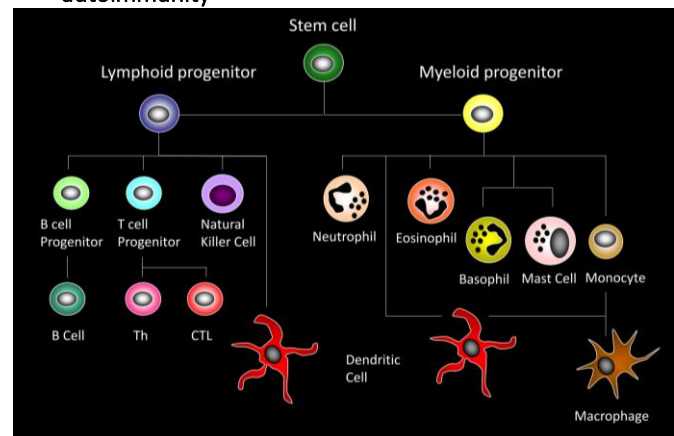 autoimmunity
Stem cell
Lymphoid progenitor
Myeloid progenitor
B cell
Progenitor
T cell
Progenitor
Natural
Killer Cell
Neutrophil
Eosinophil
Basophil
Mast Cell
Monocyte
B Cell
Th
CTL
Dendritic
Cell
Macrophage